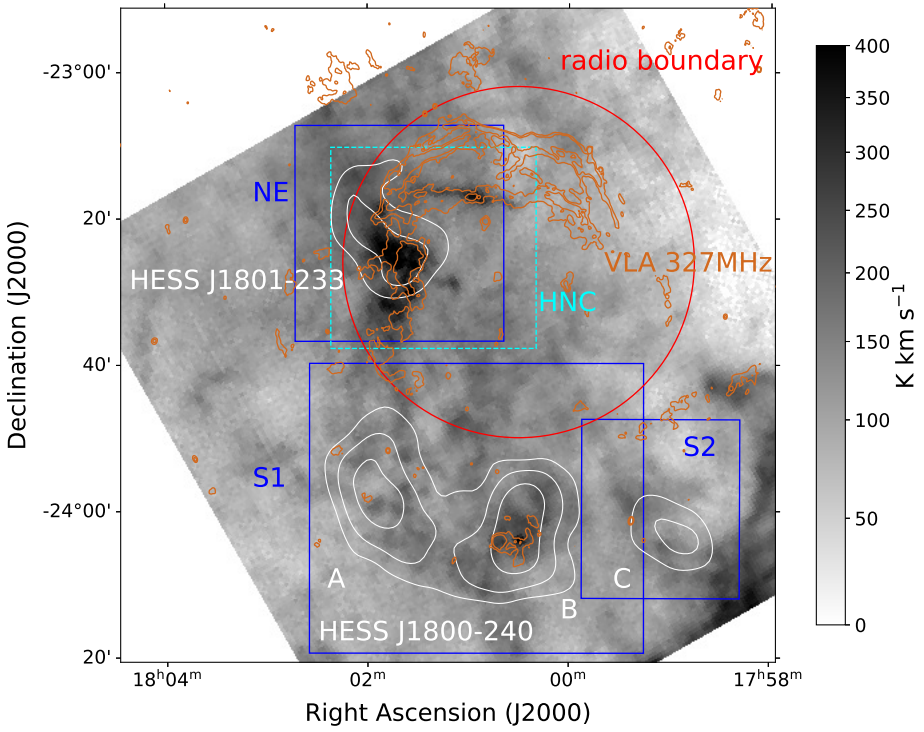 radio boundary
NE
VLA 327MHz
HESS J1801-233
HNC
S2
S1
A
C
B
HESS J1800-240
-23°00'
20'
40'
-24°00'
20'
Declination (J2000)
18ʰ04ᵐ
02ᵐ
00ᵐ
17ʰ58ᵐ
Right Ascension (J2000)
400
350
300
250
200
150
100
50
0
K km s⁻¹